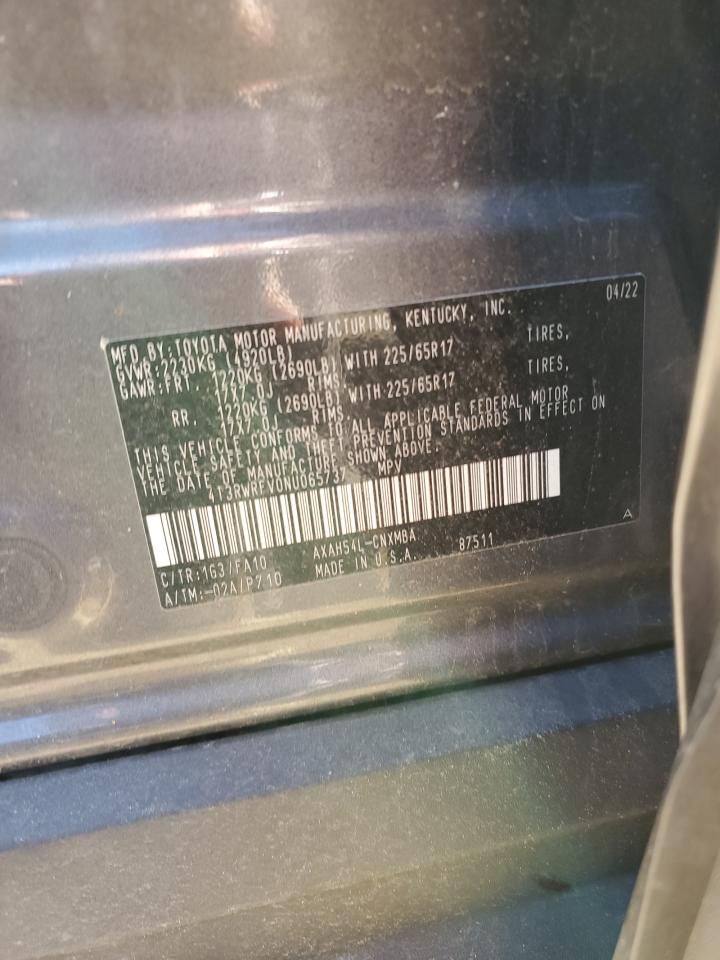 04/22
MFD.BY:TOYOTA MOTOR MANUFACTURING, KENTUCKY, INC.
GVWR:2230KG (4920LB)
GAWR:FRT. 1220KG (2690LB) WITH 225/65R17 TIRES,
17X7.0J RIMS,
RR. 1220KG (2690LB) WITH 225/65R17 TIRES,
17X7.0J RIMS.
THIS VEHICLE CONFORMS TO ALL APPLICABLE FEDERAL MOTOR
VEHICLE SAFETY AND THEFT PREVENTION STANDARDS IN EFFECT ON
THE DATE OF MANUFACTURE SHOWN ABOVE.
MPV
C/TR:1G3/FA10 AXAH54L-CNXMBA
A/TM:-02A/PZ10 MADE IN U.S.A. 87511
A